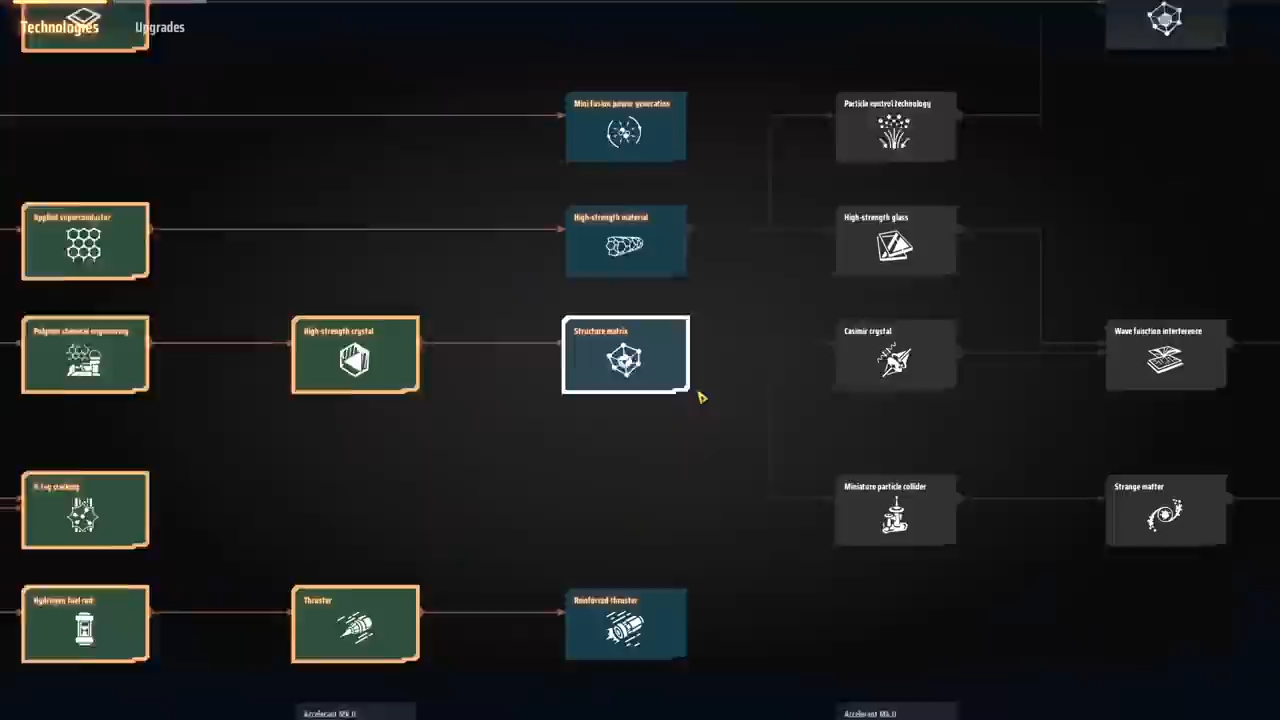 Technologies
Upgrades
Mini fusion power generation
Particle control technology
Applied superconductor
High-strength material
High-strength glass
Polymer chemical engineering
High-strength crystal
Structure matrix
Casimir crystal
Wave function interference
X-ray cracking
Miniature particle collider
Strange matter
Hydrogen fuel rod
Thruster
Reinforced thruster